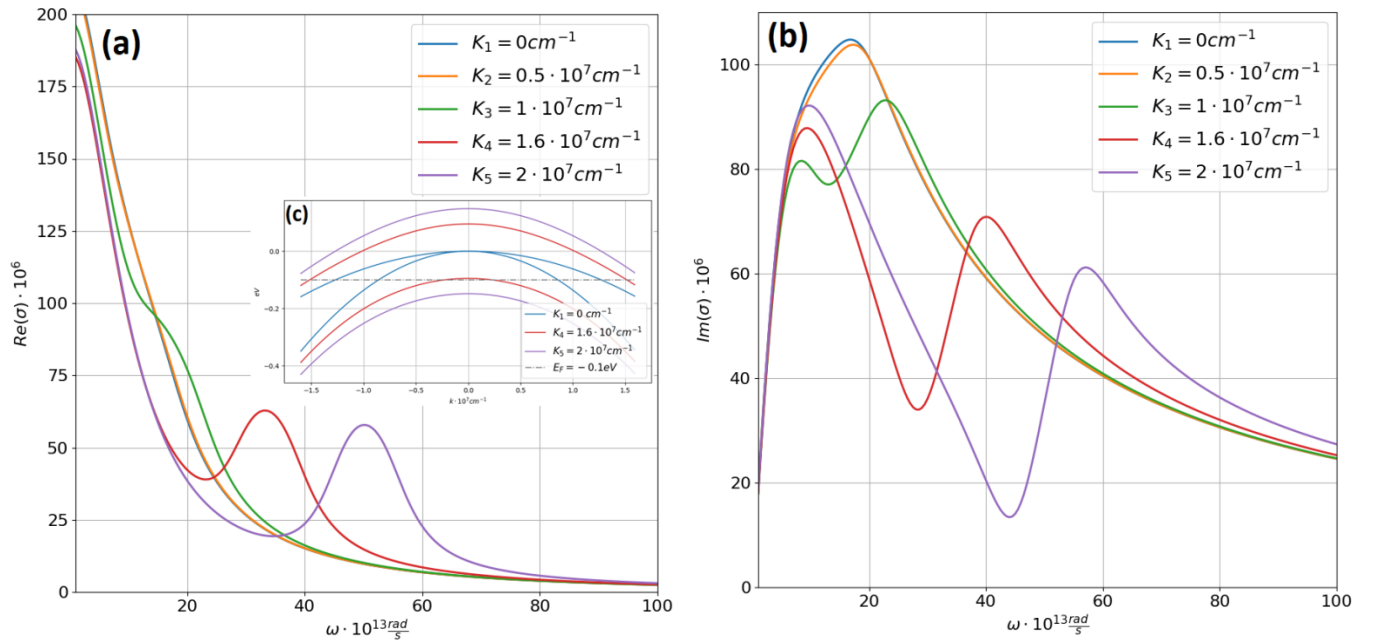 (a)
200
175
150
125
100
75
50
25
0
Re(σ) · 10⁶
K₁ = 0cm⁻¹
K₂ = 0.5 · 10⁷cm⁻¹
K₃ = 1 · 10⁷cm⁻¹
K₄ = 1.6 · 10⁷cm⁻¹
K₅ = 2 · 10⁷cm⁻¹
(c)
0.0
−0.2
−0.4
eV
K₁ = 0 cm⁻¹
K₄ = 1.6 · 10⁷cm⁻¹
K₅ = 2 · 10⁷cm⁻¹
E_F = − 0.1eV
−1.5 −1.0 −0.5 0.0 0.5 1.0 1.5
k · 10⁷cm⁻¹
20 40 60 80 100
ω · 10¹³ rad/s
(b)
100
80
60
40
20
0
Im(σ) · 10⁶
K₁ = 0cm⁻¹
K₂ = 0.5 · 10⁷cm⁻¹
K₃ = 1 · 10⁷cm⁻¹
K₄ = 1.6 · 10⁷cm⁻¹
K₅ = 2 · 10⁷cm⁻¹
20 40 60 80 100
ω · 10¹³ rad/s